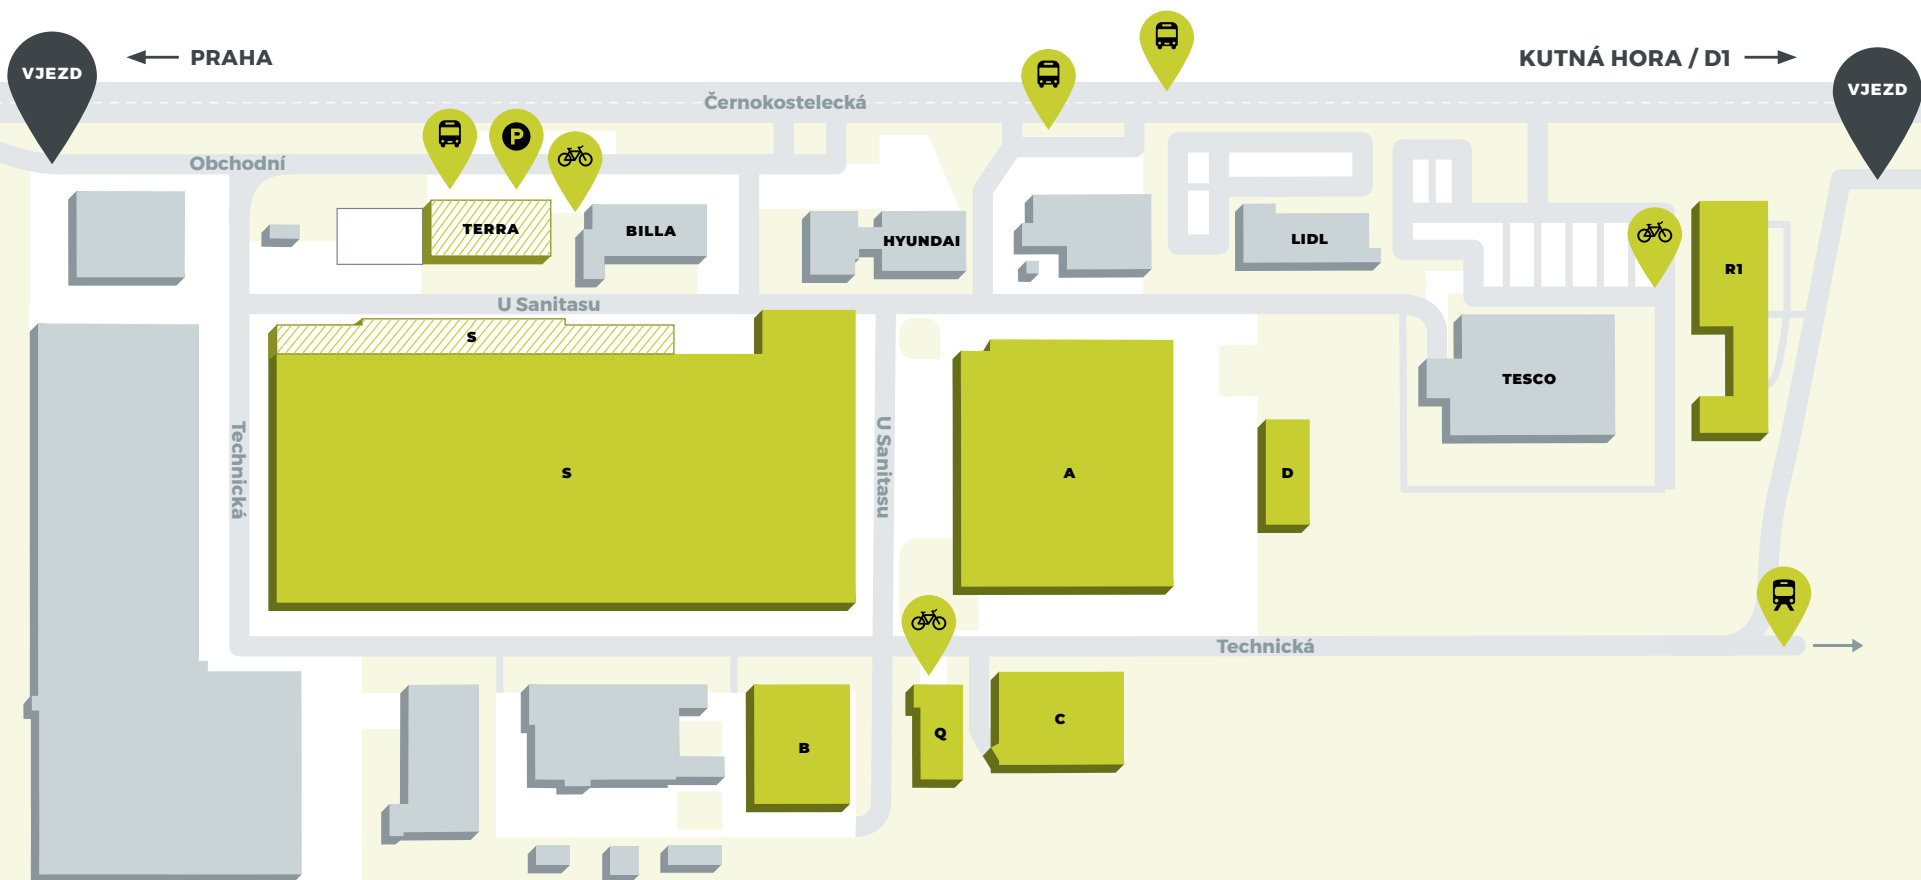 VJEZD
PRAHA
KUTNÁ HORA / D1
VJEZD
Černokostelecká
P
Obchodní
TERRA
BILLA
HYUNDAI
LIDL
R1
U Sanitasu
S
TESCO
Technická
S
U Sanitasu
A
D
Technická
B
Q
C